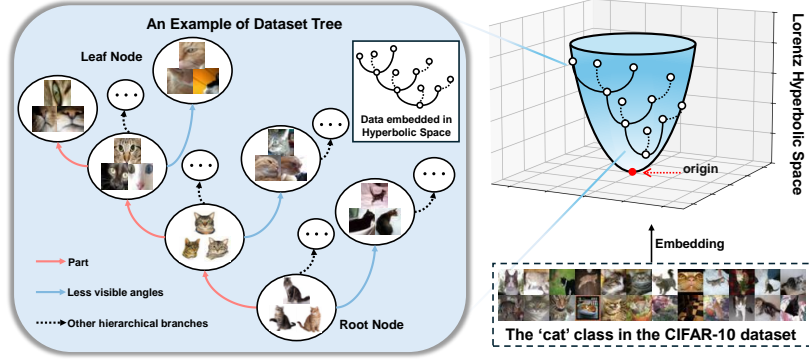 An Example of Dataset Tree
Leaf Node
Data embedded in
Hyperbolic Space
Part
Less visible angles
Other hierarchical branches
Root Node
Lorentz Hyperbolic Space
origin
Embedding
The 'cat' class in the CIFAR-10 dataset